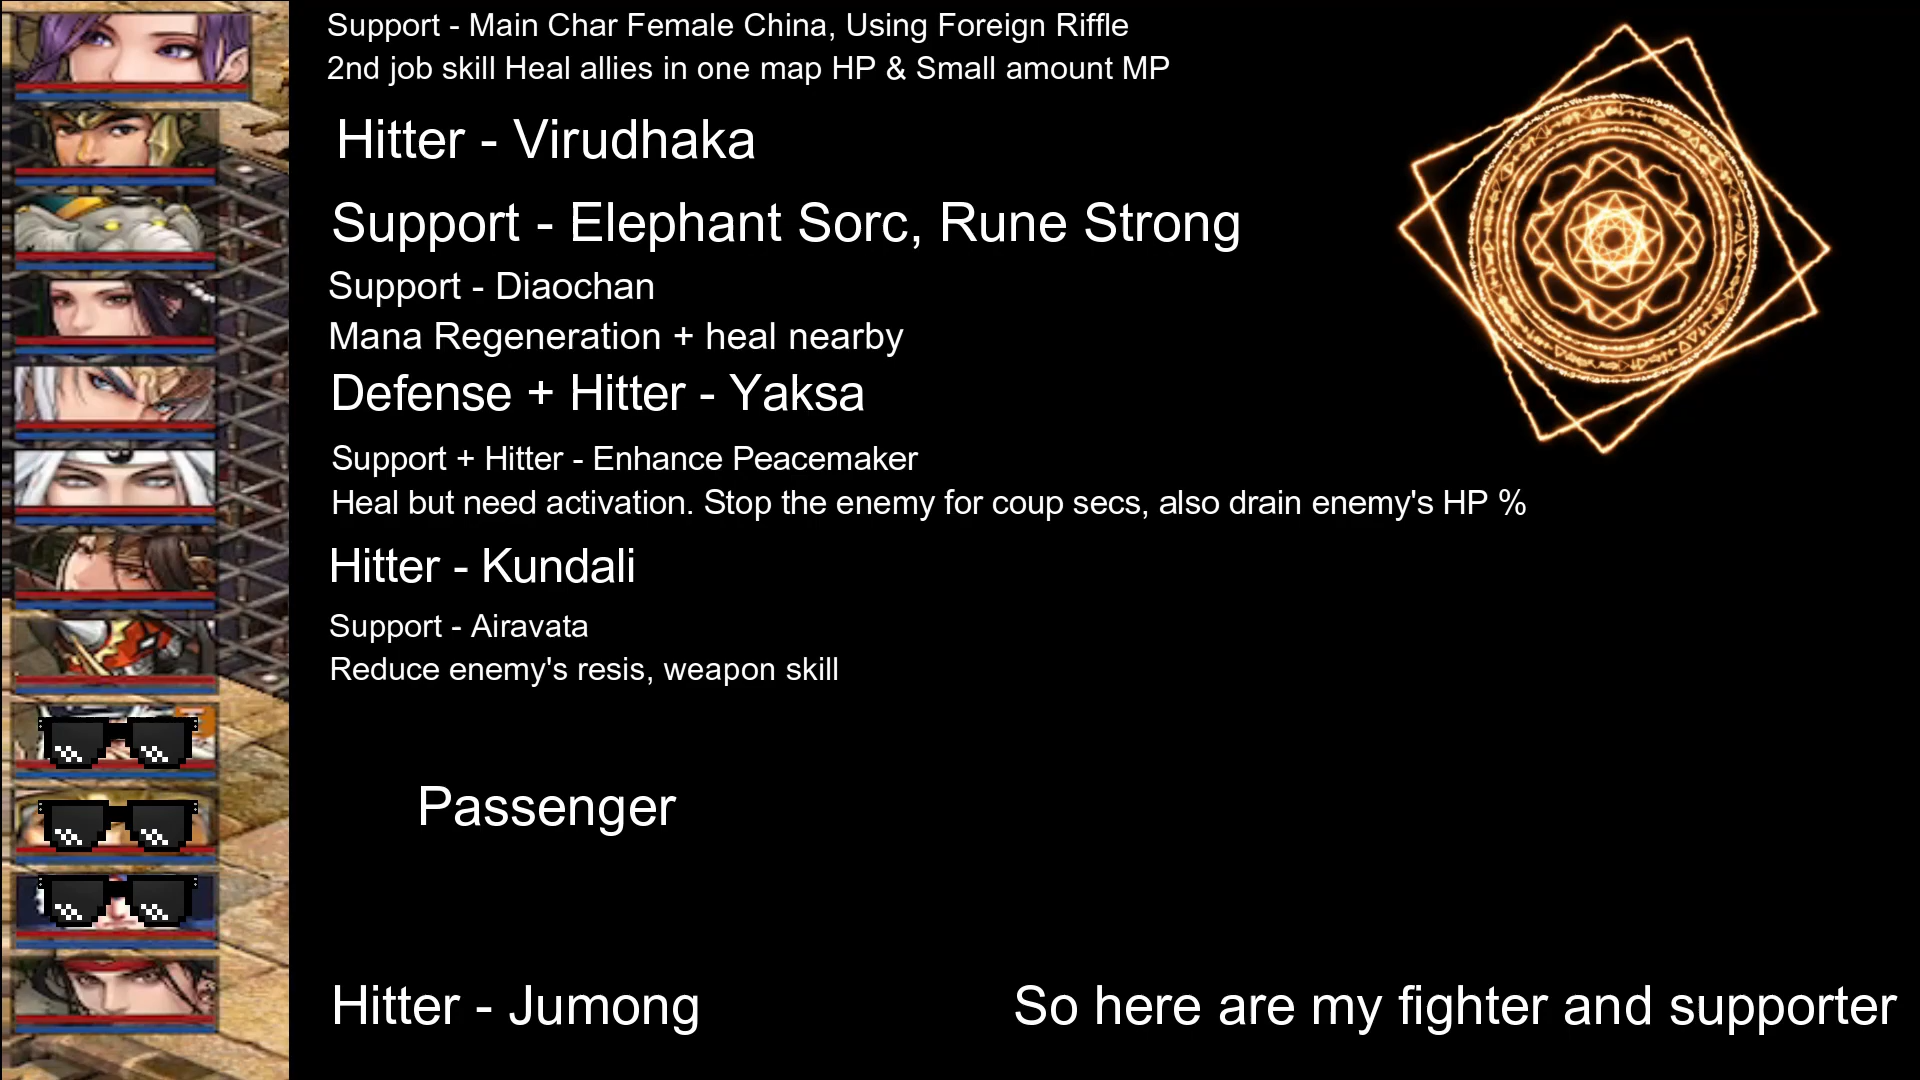 Support - Main Char Female China, Using Foreign Riffle
2nd job skill Heal allies in one map HP & Small amount MP
Hitter - Virudhaka
Support - Elephant Sorc, Rune Strong
Support - Diaochan
Mana Regeneration + heal nearby
Defense + Hitter - Yaksa
Support + Hitter - Enhance Peacemaker
Heal but need activation. Stop the enemy for coup secs, also drain enemy's HP %
Hitter - Kundali
Support - Airavata
Reduce enemy's resis, weapon skill
Passenger
Hitter - Jumong
So here are my fighter and supporter